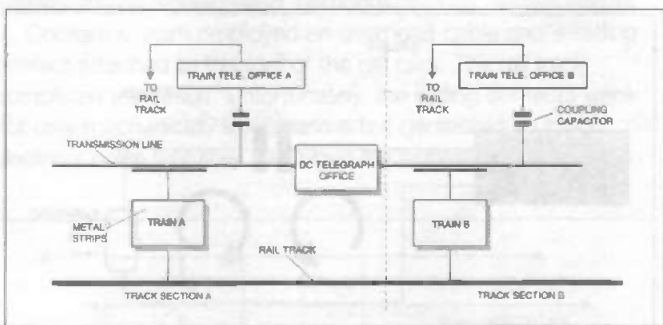 TRAIN TELE. OFFICE A
TRAIN TELE. OFFICE B
TO
RAIL
TRACK
TO
RAIL
TRACK
COUPLING
CAPACITOR
TRANSMISSION LINE
DC TELEGRAPH
OFFICE
METAL
STRIPS
TRAIN A
TRAIN B
RAIL TRACK
TRACK SECTION A
TRACK SECTION B